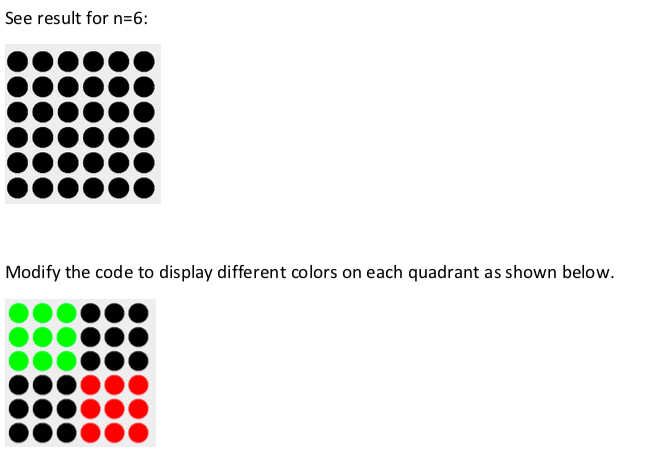 See result for n=6:
Modify the code to display different colors on each quadrant as shown below.